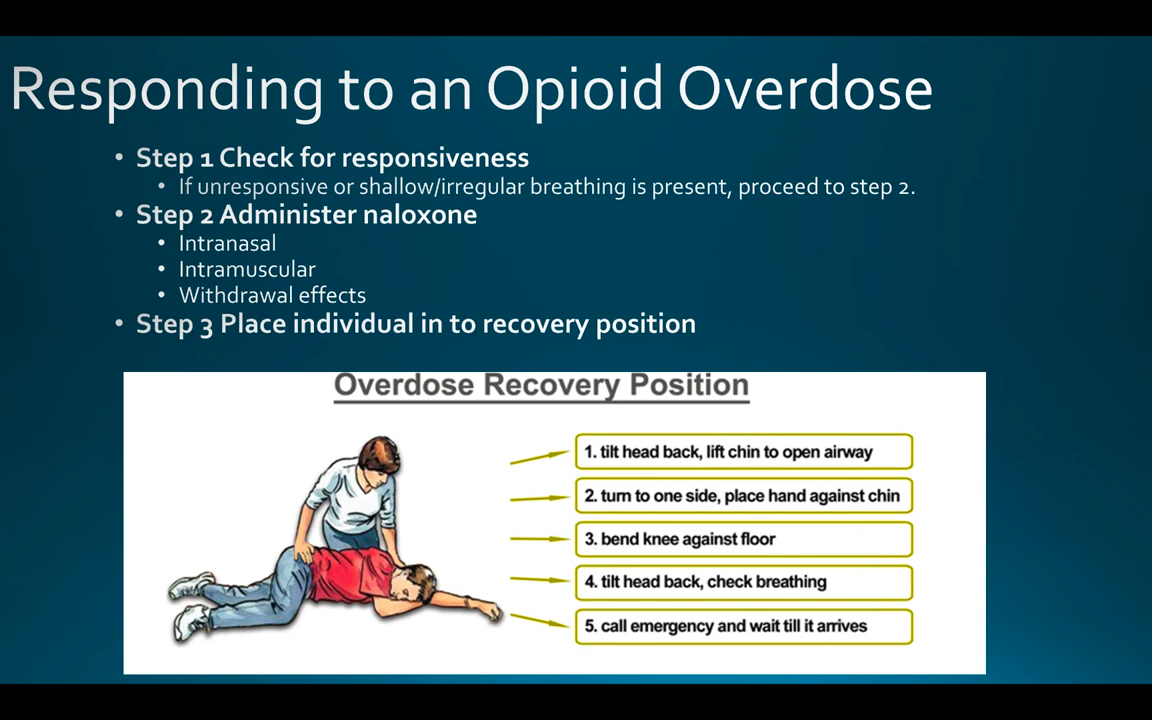 Responding to an Opioid Overdose
• Step 1 Check for responsiveness
• If unresponsive or shallow/irregular breathing is present, proceed to step 2.
• Step 2 Administer naloxone
• Intranasal
• Intramuscular
• Withdrawal effects
• Step 3 Place individual in to recovery position
Overdose Recovery Position
1. tilt head back, lift chin to open airway
2. turn to one side, place hand against chin
3. bend knee against floor
4. tilt head back, check breathing
5. call emergency and wait till it arrives